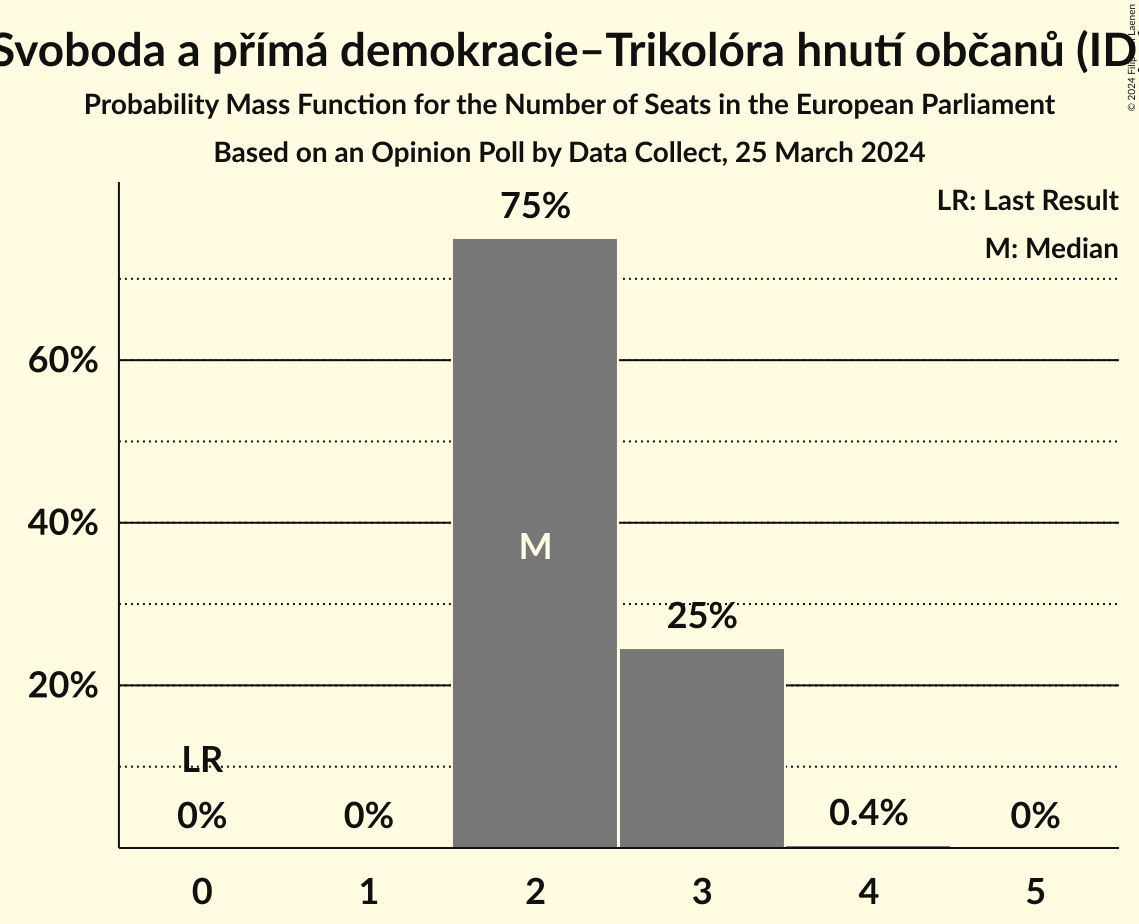 Svoboda a přímá demokracie–Trikolóra hnutí občanů (ID)
Probability Mass Function for the Number of Seats in the European Parliament
Based on an Opinion Poll by Data Collect, 25 March 2024
© 2024 Laenen
LR: Last Result
M: Median
75%
60%
40%
M
25%
20%
LR
0% 0% 0.4% 0%
0 1 2 3 4 5